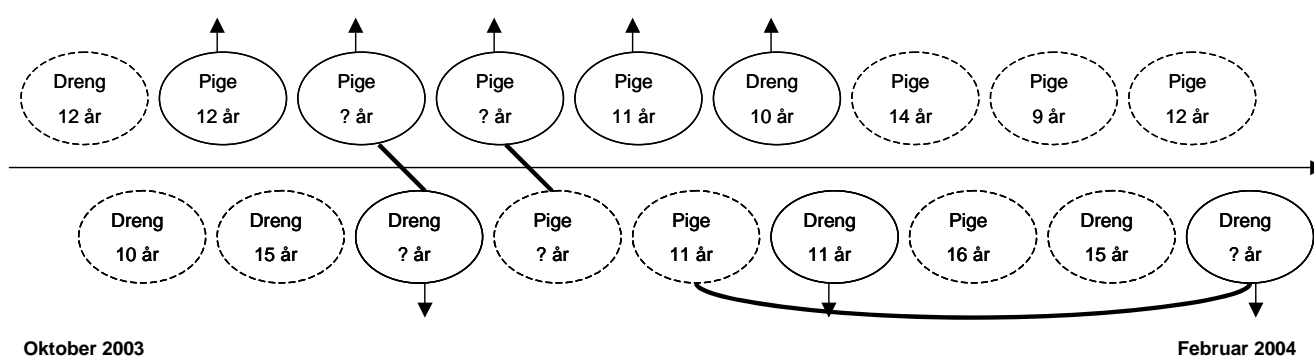 Dreng
12 år
Pige
12 år
Pige
? år
Pige
? år
Pige
11 år
Dreng
10 år
Pige
14 år
Pige
9 år
Pige
12 år
Dreng
10 år
Dreng
15 år
Dreng
? år
Pige
? år
Pige
11 år
Dreng
11 år
Pige
16 år
Dreng
15 år
Dreng
? år
Oktober 2003
Februar 2004